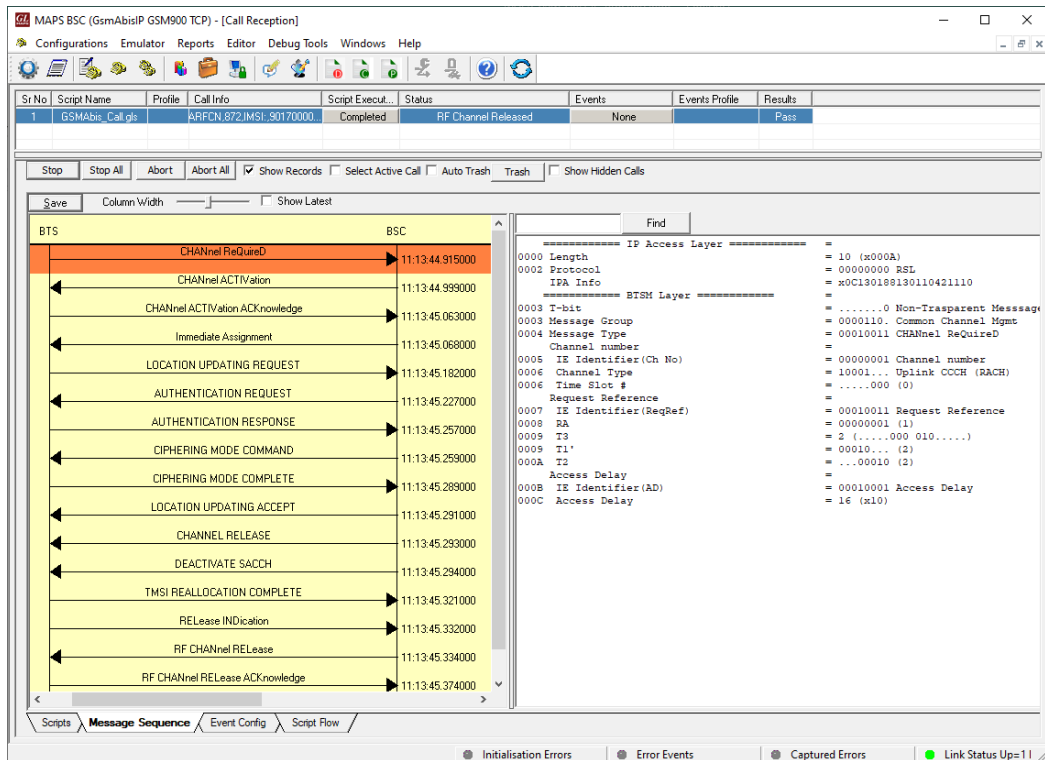 MAPS BSC (GsmAbisIP GSM900 TCP) - [Call Reception]
Configurations Emulator Reports Editor Debug Tools Windows Help
Sr No Script Name Profile Call Info Script Execut... Status Events Events Profile Results
1 GSMAbis_Call.gls ARFCN,872,IMSI:,90170000... Completed RF Channel Released None Pass
Stop Stop All Abort Abort All Show Records Select Active Call Auto Trash Trash Show Hidden Calls
Save Column Width Show Latest
Find
BTS BSC
CHANnel ReQuireD
11:13:44.915000
CHANnel ACTIVation
11:13:44.999000
CHANnel ACTIVation ACKnowledge
11:13:45.063000
Immediate Assignment
11:13:45.068000
LOCATION UPDATING REQUEST
11:13:45.182000
AUTHENTICATION REQUEST
11:13:45.227000
AUTHENTICATION RESPONSE
11:13:45.257000
CIPHERING MODE COMMAND
11:13:45.259000
CIPHERING MODE COMPLETE
11:13:45.289000
LOCATION UPDATING ACCEPT
11:13:45.291000
CHANNEL RELEASE
11:13:45.293000
DEACTIVATE SACCH
11:13:45.294000
TMSI REALLOCATION COMPLETE
11:13:45.321000
RELease INDication
11:13:45.332000
RF CHANnel RELease
11:13:45.334000
RF CHANnel RELease ACKnowledge
11:13:45.374000
============ IP Access Layer ============ =
0000 Length = 10 (x000A)
0002 Protocol = 00000000 RSL
IPA Info = x0C130188130110421110
============ BTSM Layer ============ =
0003 T-bit = .......0 Non-Trasparent Messsage
0003 Message Group = 0000110. Common Channel Mgmt
0004 Message Type = 00010011 CHANnel ReQuireD
Channel number =
0005 IE Identifier(Ch No) = 00000001 Channel number
0006 Channel Type = 10001... Uplink CCCH (RACH)
0006 Time Slot # = .....000 (0)
Request Reference =
0007 IE Identifier(ReqRef) = 00010011 Request Reference
0008 RA = 00000001 (1)
0009 T3 = 2 (.....000 010.....)
0009 T1' = 00010... (2)
000A T2 = ...00010 (2)
Access Delay =
000B IE Identifier(AD) = 00010001 Access Delay
000C Access Delay = 16 (x10)
Scripts Message Sequence Event Config Script Flow
Initialisation Errors Error Events Captured Errors Link Status Up=1